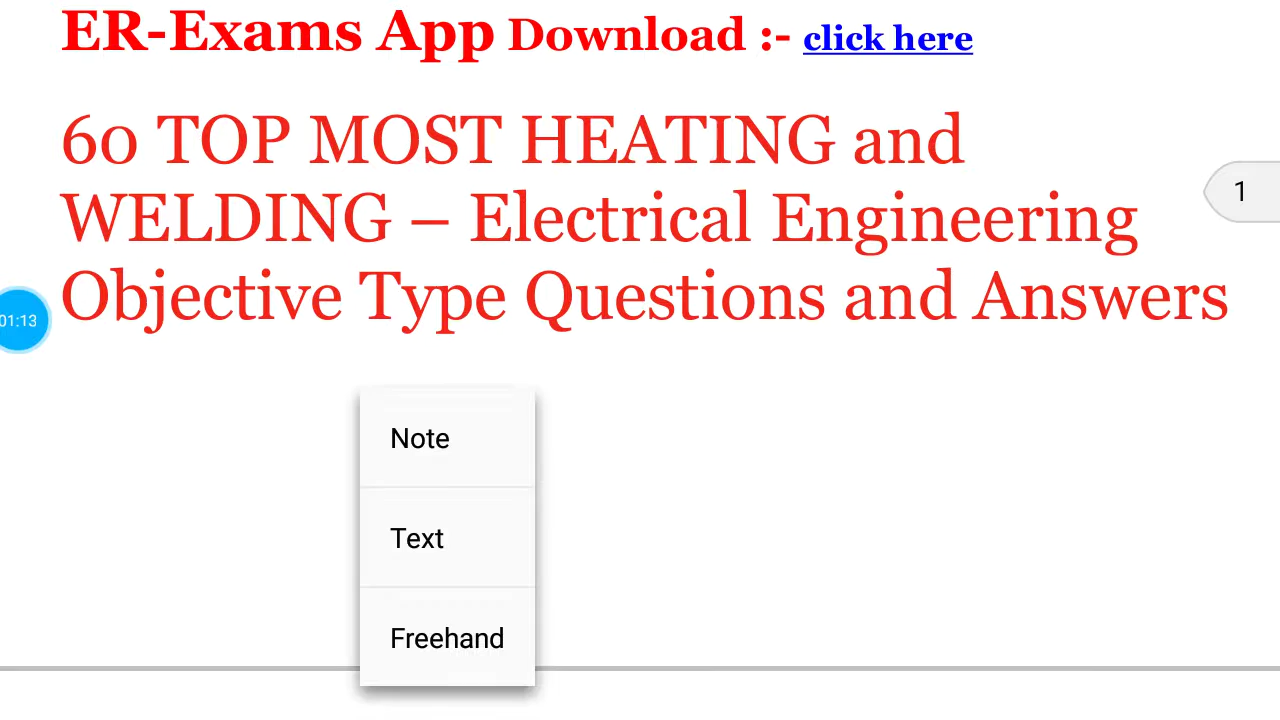 ER-Exams App Download :- click here
60 TOP MOST HEATING and
WELDING – Electrical Engineering
Objective Type Questions and Answers
1
01:13
Note
Text
Freehand